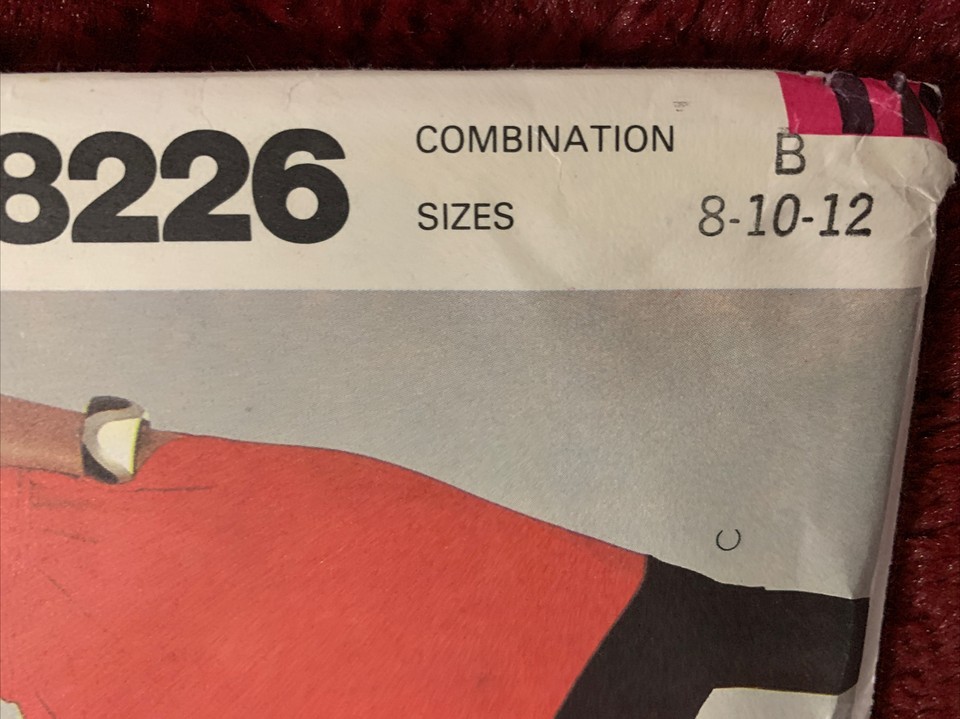 8226
COMBINATION B
SIZES 8-10-12
C